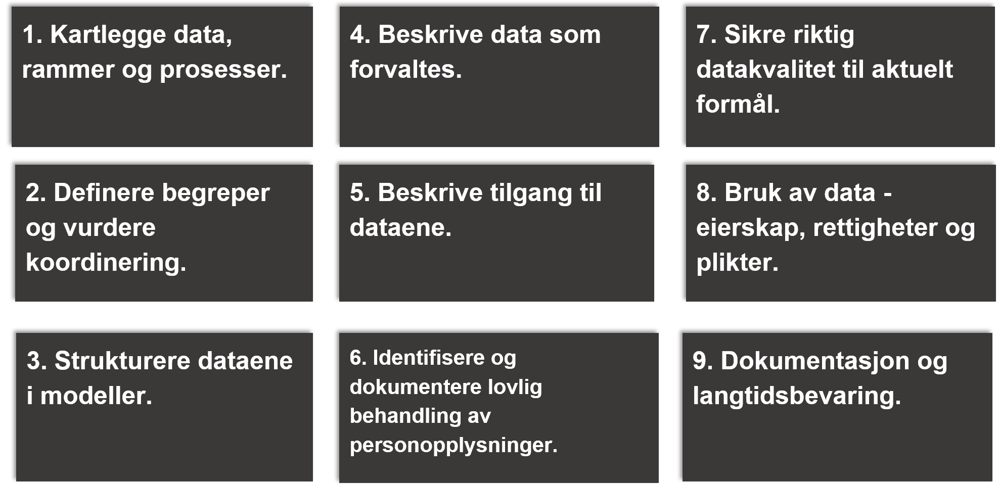 1. Kartlegge data,
rammer og prosesser.
2. Definere begreper
og vurdere
koordinering.
3. Strukturere dataene
i modeller.
4. Beskrive data som
forvaltes.
5. Beskrive tilgang til
dataene.
6. Identifisere og
dokumentere lovlig
behandling av
personopplysninger.
7. Sikre riktig
datakvalitet til aktuelt
formål.
8. Bruk av data -
eierskap, rettigheter og
plikter.
9. Dokumentasjon og
langtidsbevaring.